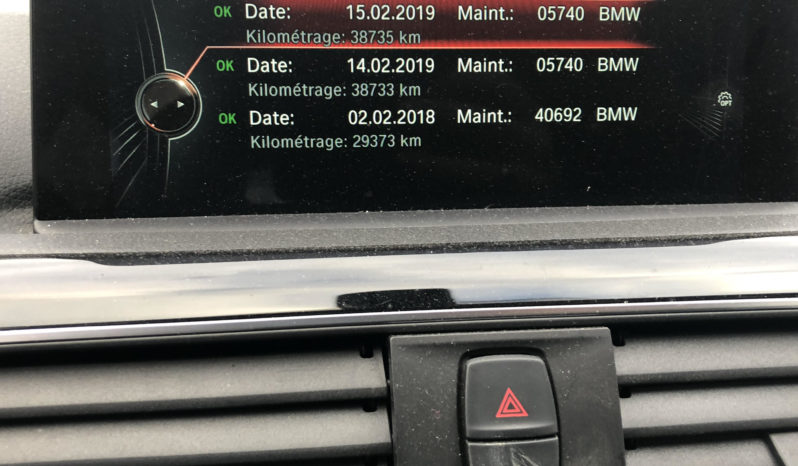 OK Date: 15.02.2019 Maint.: 05740 BMW
Kilométrage: 38735 km
OK Date: 14.02.2019 Maint.: 05740 BMW
Kilométrage: 38733 km
OPT
OK Date: 02.02.2018 Maint.: 40692 BMW
Kilométrage: 29373 km